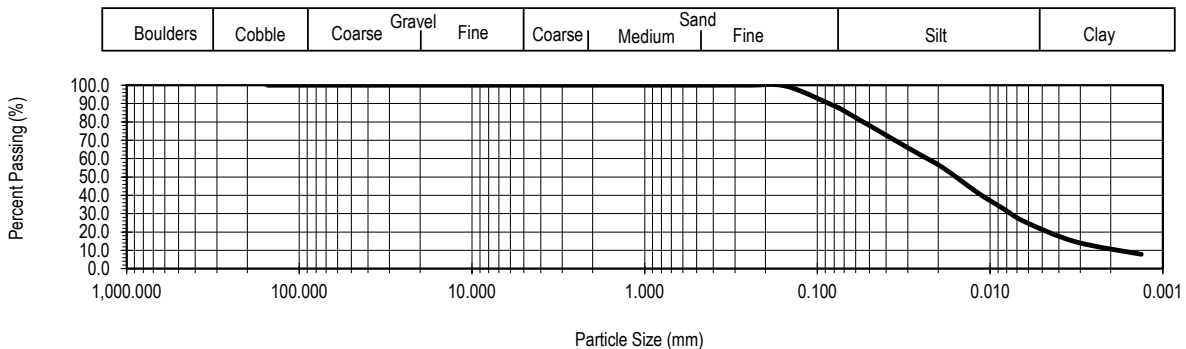 Gravel Sand
Boulders Cobble Coarse Fine Coarse Medium Fine Silt Clay
Percent Passing (%)
100.0
90.0
80.0
70.0
60.0
50.0
40.0
30.0
20.0
10.0
0.0
1,000.000 100.000 10.000 1.000 0.100 0.010 0.001
Particle Size (mm)